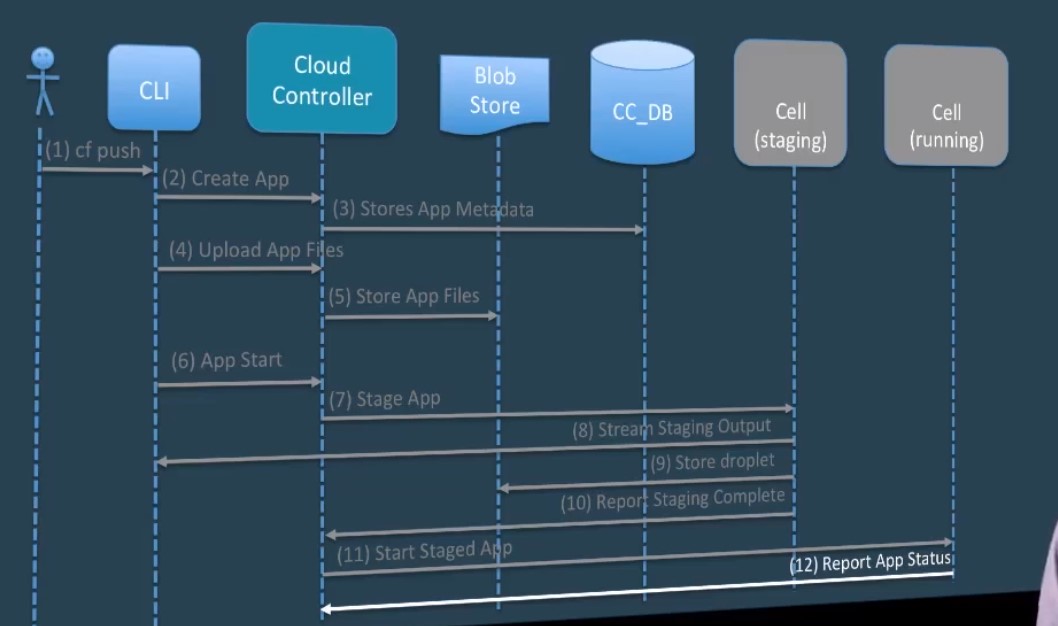 CLI
Cloud
Controller
Blob
Store
CC_DB
Cell
(staging)
Cell
(running)
(1) cf push
(2) Create App
(3) Stores App Metadata
(4) Upload App Files
(5) Store App Files
(6) App Start
(7) Stage App
(8) Stream Staging Output
(9) Store droplet
(10) Report Staging Complete
(11) Start Staged App
(12) Report App Status